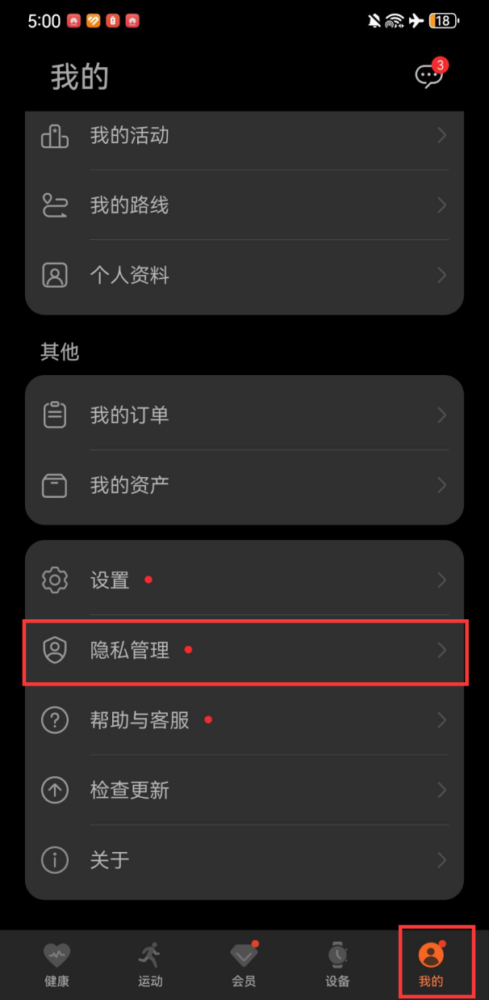 5:00
18
我的
3
我的活动
我的路线
个人资料
其他
我的订单
我的资产
设置
隐私管理
帮助与客服
检查更新
关于
健康
运动
会员
设备
我的